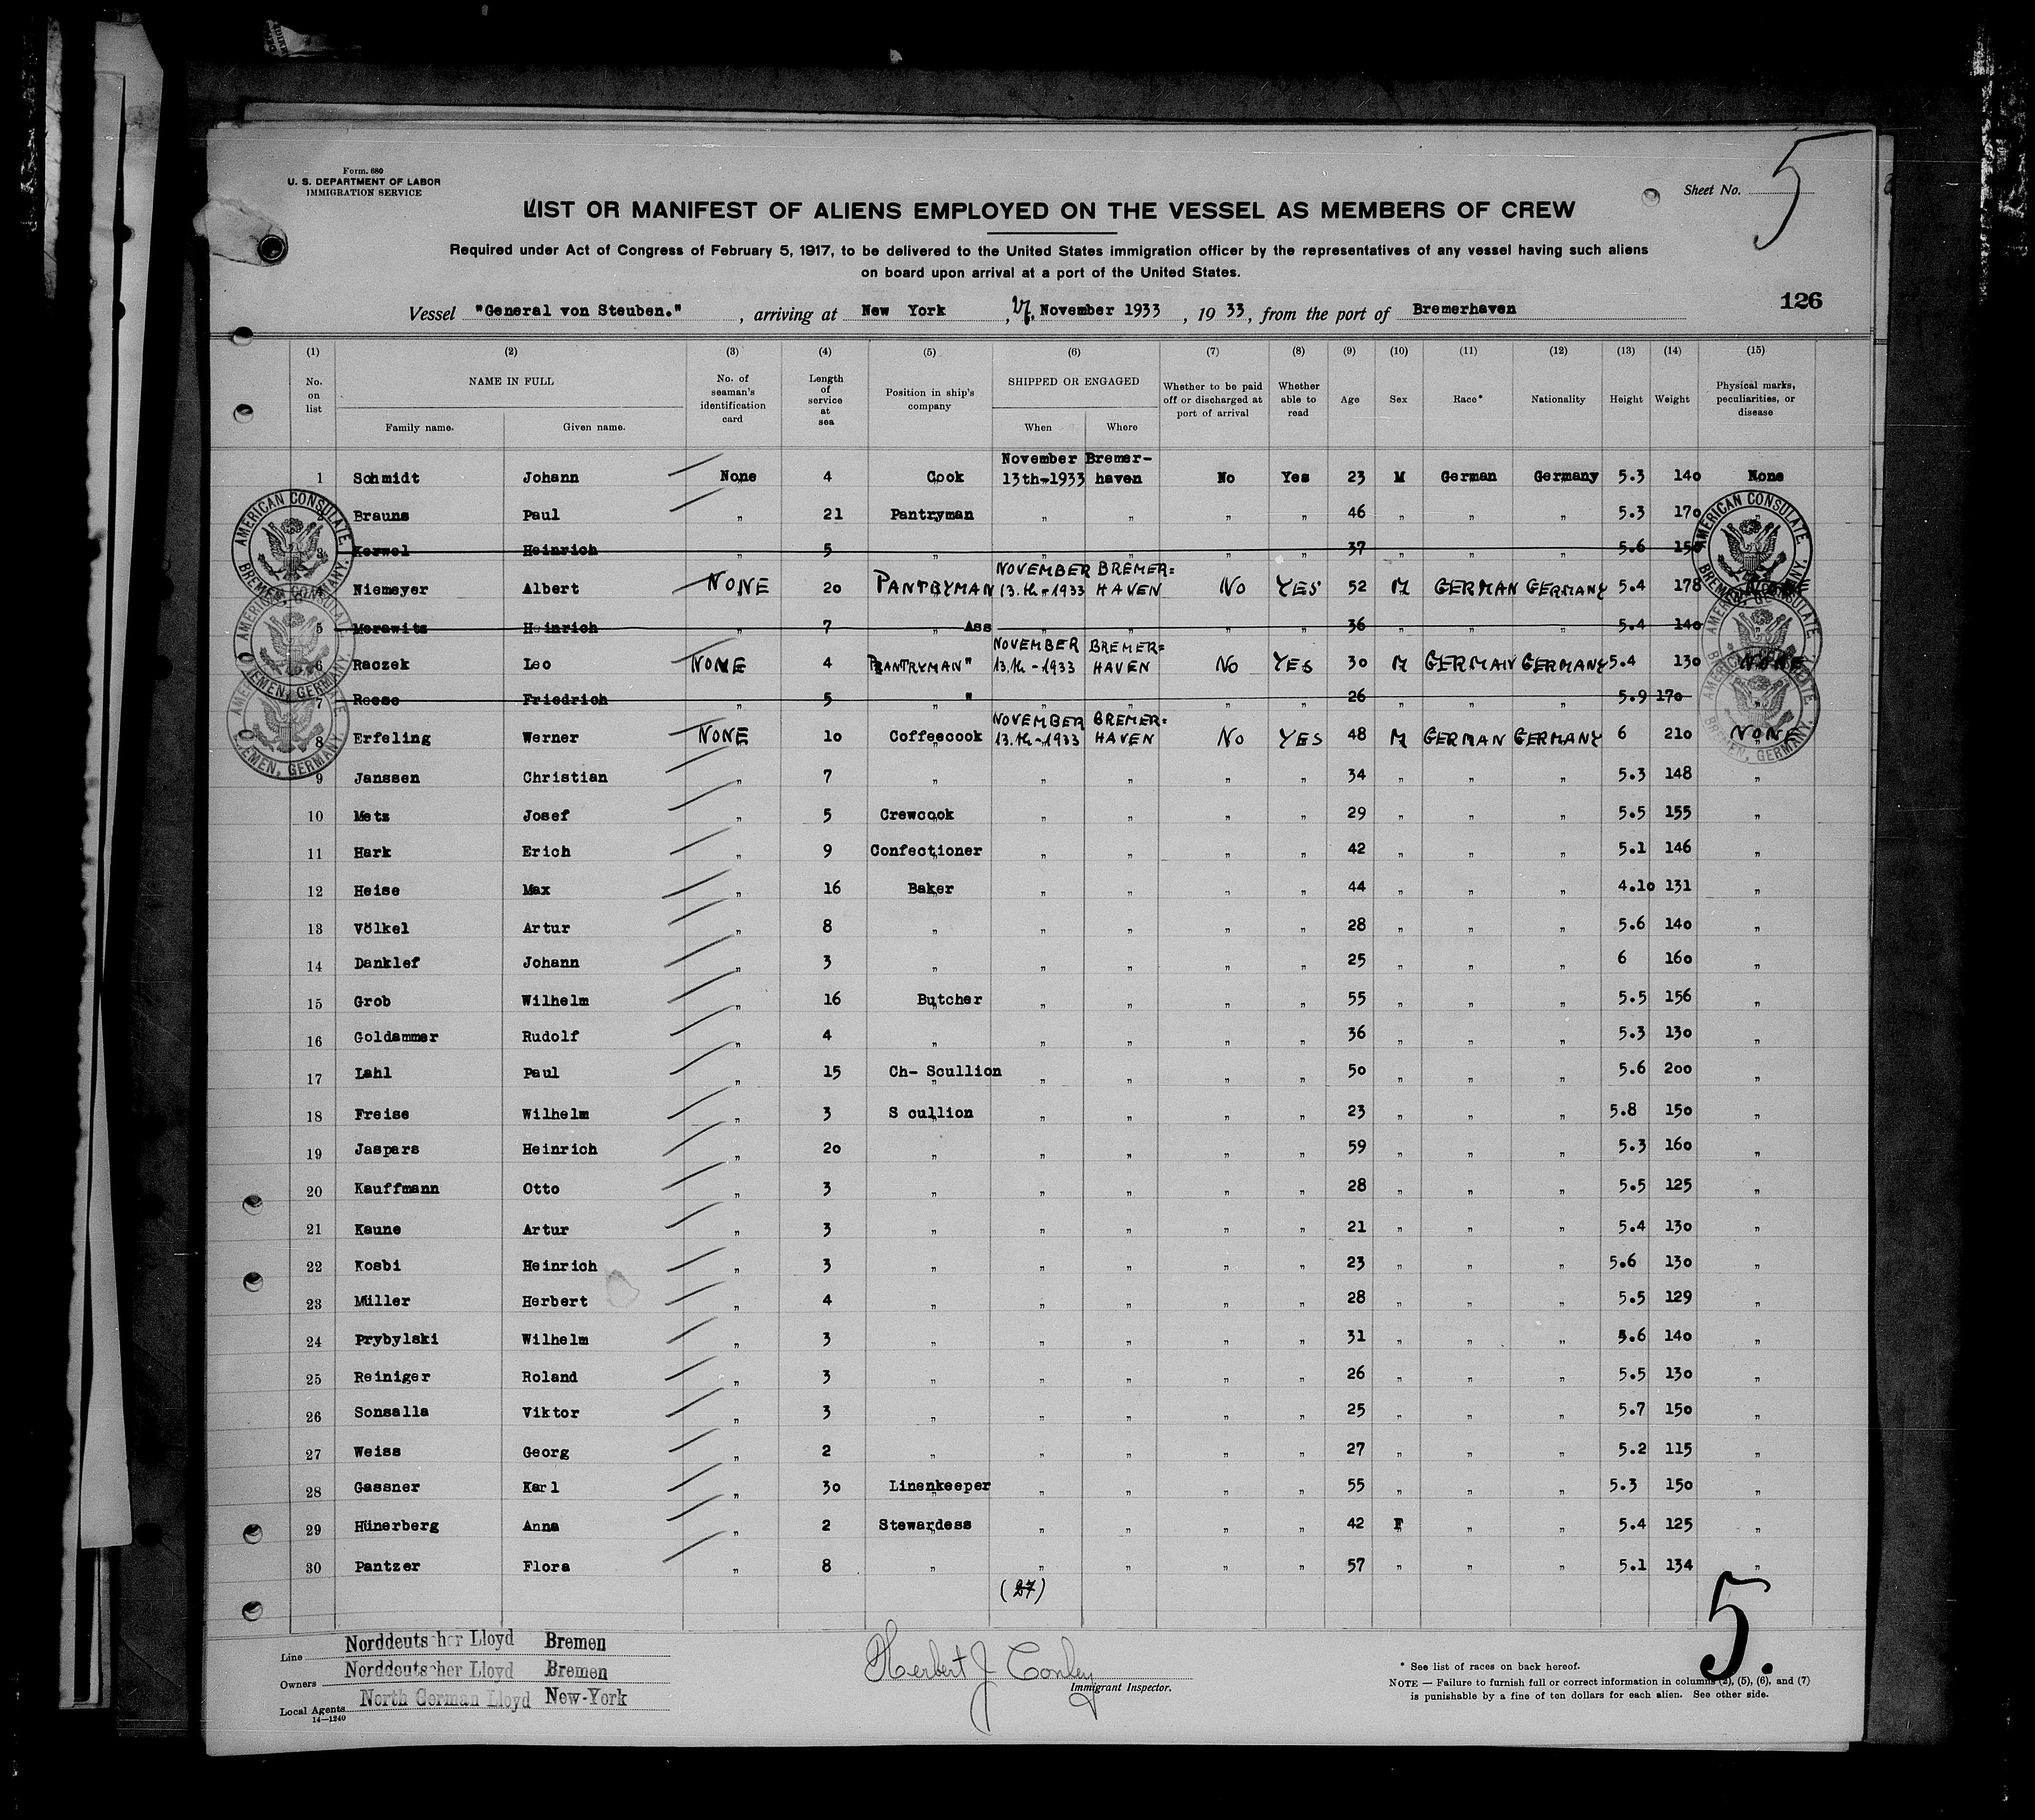 Form. 680
U. S. DEPARTMENT OF LABOR
IMMIGRATION SERVICE
Sheet No. 5
LIST OR MANIFEST OF ALIENS EMPLOYED ON THE VESSEL AS MEMBERS OF CREW
Required under Act of Congress of February 5, 1917, to be delivered to the United States immigration officer by the representatives of any vessel having such aliens
on board upon arrival at a port of the United States.
Vessel "General von Steuben." , arriving at New York , November 1933 , 19 33, from the port of Bremerhaven
126
(1) (2) (3) (4) (5) (6) (7) (8) (9) (10) (11) (12) (13) (14) (15)
No. on list NAME IN FULL Family name. Given name. No. of seaman's identification card Length of service at sea Position in ship's company SHIPPED OR ENGAGED When Where Whether to be paid off or discharged at port of arrival Whether able to read Age Sex Race* Nationality Height Weight Physical marks, peculiarities, or disease
1 Schmidt Johann None 4 Cook November 13th-1933 Bremer-haven No Yes 23 M German Germany 5.3 140 None
Brauns Paul " 21 Pantryman " " " " 46 " " " 5.3 170
3 Kerwel Heinrich " 5 " " " " " 37 " " " 5.6 150
4 Niemeyer Albert NONE 20 PANTRYMAN NOVEMBER 13.th-1933 BREMER=HAVEN NO YES 52 M GERMAN GERMANY 5.4 178 NONE
5 Morawitz Heinrich " 7 " Ass " " " " 36 " " " 5.4 140 "
6 Raczek Leo NONE 4 PANTRYMAN" NOVEMBER 13.th-1933 BREMER=HAVEN NO YES 30 M GERMAN GERMANY 5.4 130 NONE
7 Reese Friedrich " 5 " " " " " " 26 " " " 5.9 170 "
8 Erfeling Werner NONE 10 Coffeecook NOVEMBER 13.th-1933 BREMER=HAVEN NO YES 48 M GERMAN GERMANY 6 210 NONE
9 Janssen Christian " 7 " " " " " 34 " " " 5.3 148 "
10 Metz Josef " 5 Crewcook " " " " 29 " " " 5.5 155 "
11 Hark Erich " 9 Confectioner " " " " 42 " " " 5.1 146 "
12 Heise Max " 16 Baker " " " " 44 " " " 4.10 131 "
13 Völkel Artur " 8 " " " " " 28 " " " 5.6 140 "
14 Danklef Johann " 3 " " " " " 25 " " " 6 160 "
15 Grob Wilhelm " 16 Butcher " " " " 55 " " " 5.5 156 "
16 Goldammer Rudolf " 4 " " " " " 36 " " " 5.3 130 "
17 Lahl Paul " 15 Ch- Scullion " " " " 50 " " " 5.6 200 "
18 Freise Wilhelm " 3 S cullion " " " " 23 " " " 5.8 150 "
19 Jaspers Heinrich " 20 " " " " " 59 " " " 5.3 160 "
20 Kauffmann Otto " 3 " " " " " 28 " " " 5.5 125 "
21 Kaune Artur " 3 " " " " " 21 " " " 5.4 130 "
22 Kosbi Heinrich " 3 " " " " " 23 " " " 5.6 130 "
23 Müller Herbert " 4 " " " " " 28 " " " 5.5 129 "
24 Prybylski Wilhelm " 3 " " " " " 31 " " " 5.6 140 "
25 Reiniger Roland " 3 " " " " " 26 " " " 5.5 130 "
26 Sonsalla Viktor " 3 " " " " " 25 " " " 5.7 150 "
27 Weiss Georg " 2 " " " " " 27 " " " 5.2 115 "
28 Gassner Karl " 30 Linenkeeper " " " " 55 " " " 5.3 150 "
29 Hünerberg Anna " 2 Stewardess " " " " 42 F " " 5.4 125 "
30 Pantzer Flora " 8 " " " " " 57 " " " 5.1 134 "
(27)
AMERICAN CONSULATE BREMEN, GERMANY.
AMERICAN CONSULATE BREMEN, GERMANY.
5.
Line Norddeutscher Lloyd Bremen
Owners Norddeutscher Lloyd Bremen
Local Agents North German Lloyd New-York
14—1240
Herbert J Conley
Immigrant Inspector.
* See list of races on back hereof.
NOTE — Failure to furnish full or correct information in columns (2), (5), (6), and (7)
is punishable by a fine of ten dollars for each alien. See other side.